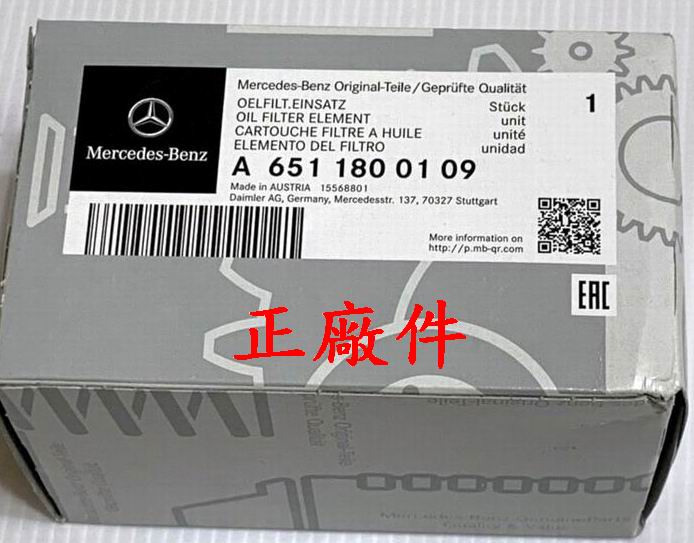 Mercedes-Benz
Mercedes-Benz Original-Teile/Geprüfte Qualität
OELFILT.EINSATZ Stück 1
OIL FILTER ELEMENT unit
CARTOUCHE FILTRE A HUILE unité
ELEMENTO DEL FILTRO unidad
A 651 180 01 09
Made in AUSTRIA 15568801
Daimler AG, Germany, Mercedesstr. 137, 70327 Stuttgart
More information on
http://p.mb-qr.com
EAC
正廠件
Quality & Value